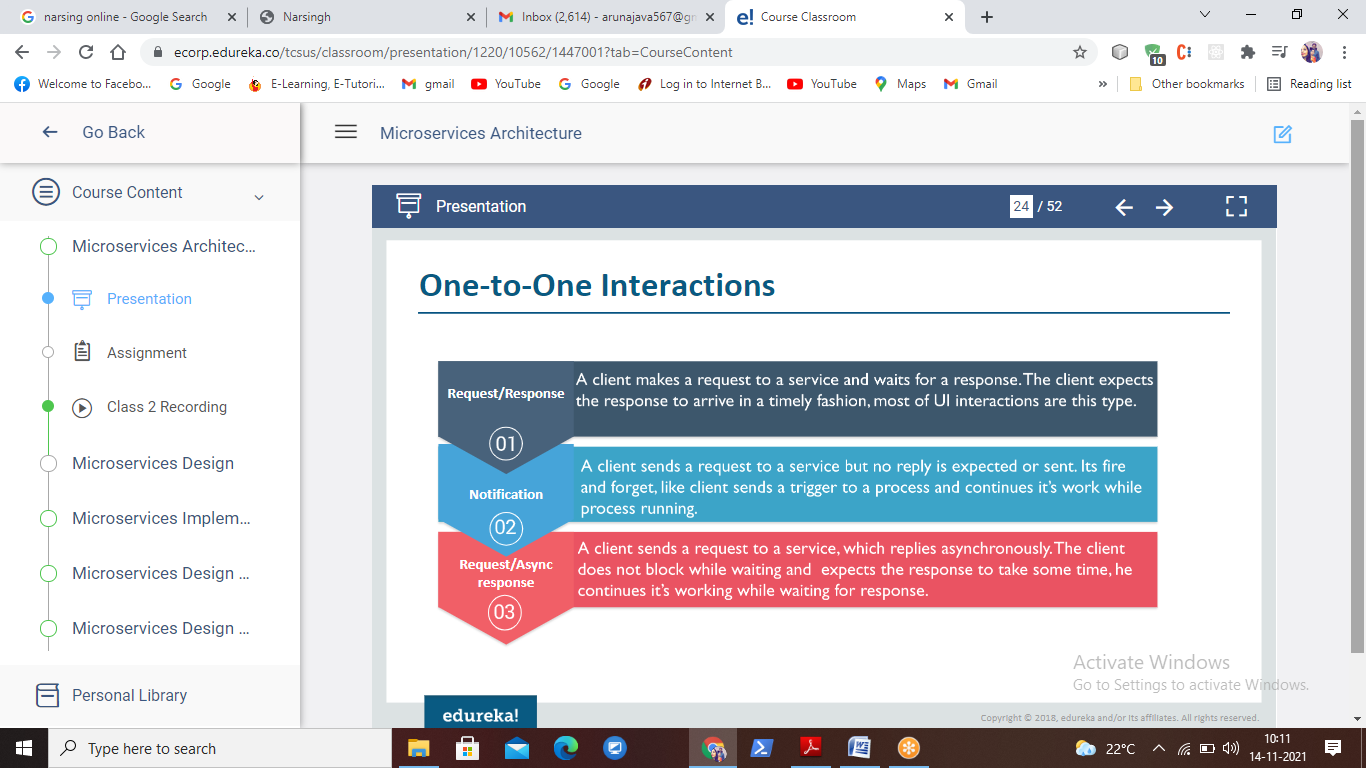 narsing online - Google Search
Narsingh
Inbox (2,614) - arunajava567@gm
Course Classroom
ecorp.edureka.co/tcsus/classroom/presentation/1220/10562/1447001?tab=CourseContent
10
Welcome to Facebo...
Google
E-Learning, E-Tutori...
gmail
YouTube
Google
Log in to Internet B...
YouTube
Maps
Gmail
»
Other bookmarks
Reading list
Go Back
Microservices Architecture
Course Content
Microservices Architec...
Presentation
Assignment
Class 2 Recording
Microservices Design
Microservices Implem...
Microservices Design ...
Microservices Design ...
Personal Library
Presentation
24 / 52
One-to-One Interactions
Request/Response
01
A client makes a request to a service and waits for a response. The client expects
the response to arrive in a timely fashion, most of UI interactions are this type.
Notification
02
A client sends a request to a service but no reply is expected or sent. Its fire
and forget, like client sends a trigger to a process and continues it's work while
process running.
Request/Async
response
03
A client sends a request to a service, which replies asynchronously. The client
does not block while waiting and expects the response to take some time, he
continues it's working while waiting for response.
Activate Windows
Go to Settings to activate Windows.
edureka!
Copyright © 2018, edureka and/or its affiliates. All rights reserved.
Type here to search
22°C
10:11
14-11-2021